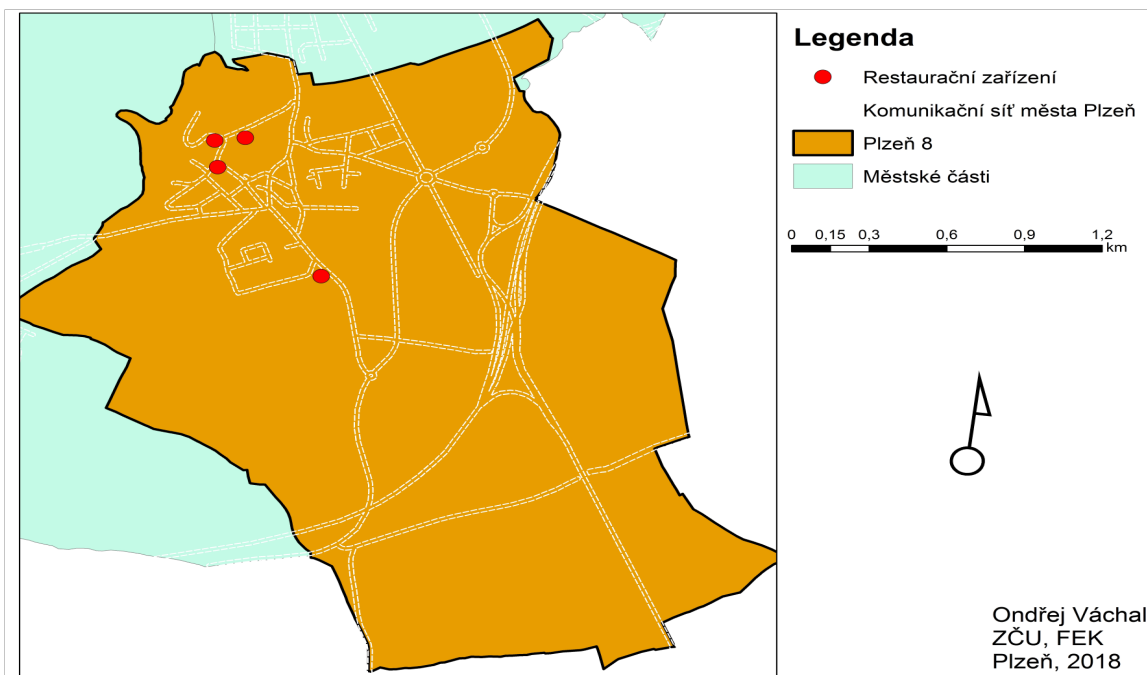 Legenda
Restaurační zařízení
Komunikační síť města Plzeň
Plzeň 8
Městské části
0 0,15 0,3 0,6 0,9 1,2
km
Ondřej Váchal
ZČU, FEK
Plzeň, 2018